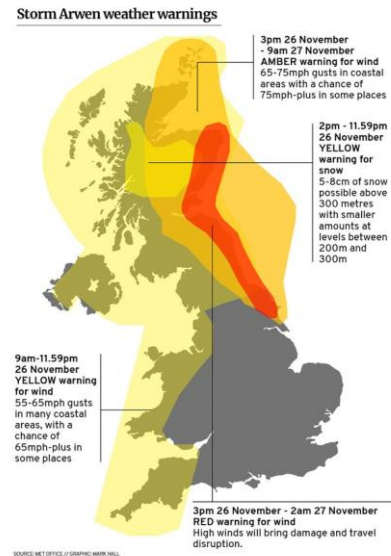 Storm Arwen weather warnings
3pm 26 November
- 9am 27 November
AMBER warning for wind
65-75mph gusts in coastal
areas with a chance of
75mph-plus in some places
2pm - 11.59pm
26 November
YELLOW
warning for
snow
5-8cm of snow
possible above
300 metres
with smaller
amounts at
levels between
200m and
300m
9am-11.59pm
26 November
YELLOW warning
for wind
55-65mph gusts
in many coastal
areas, with a
chance of
65mph-plus in
some places
3pm 26 November - 2am 27 November
RED warning for wind
High winds will bring damage and travel
disruption.
SOURCE: MET OFFICE // GRAPHIC: MARK HALL